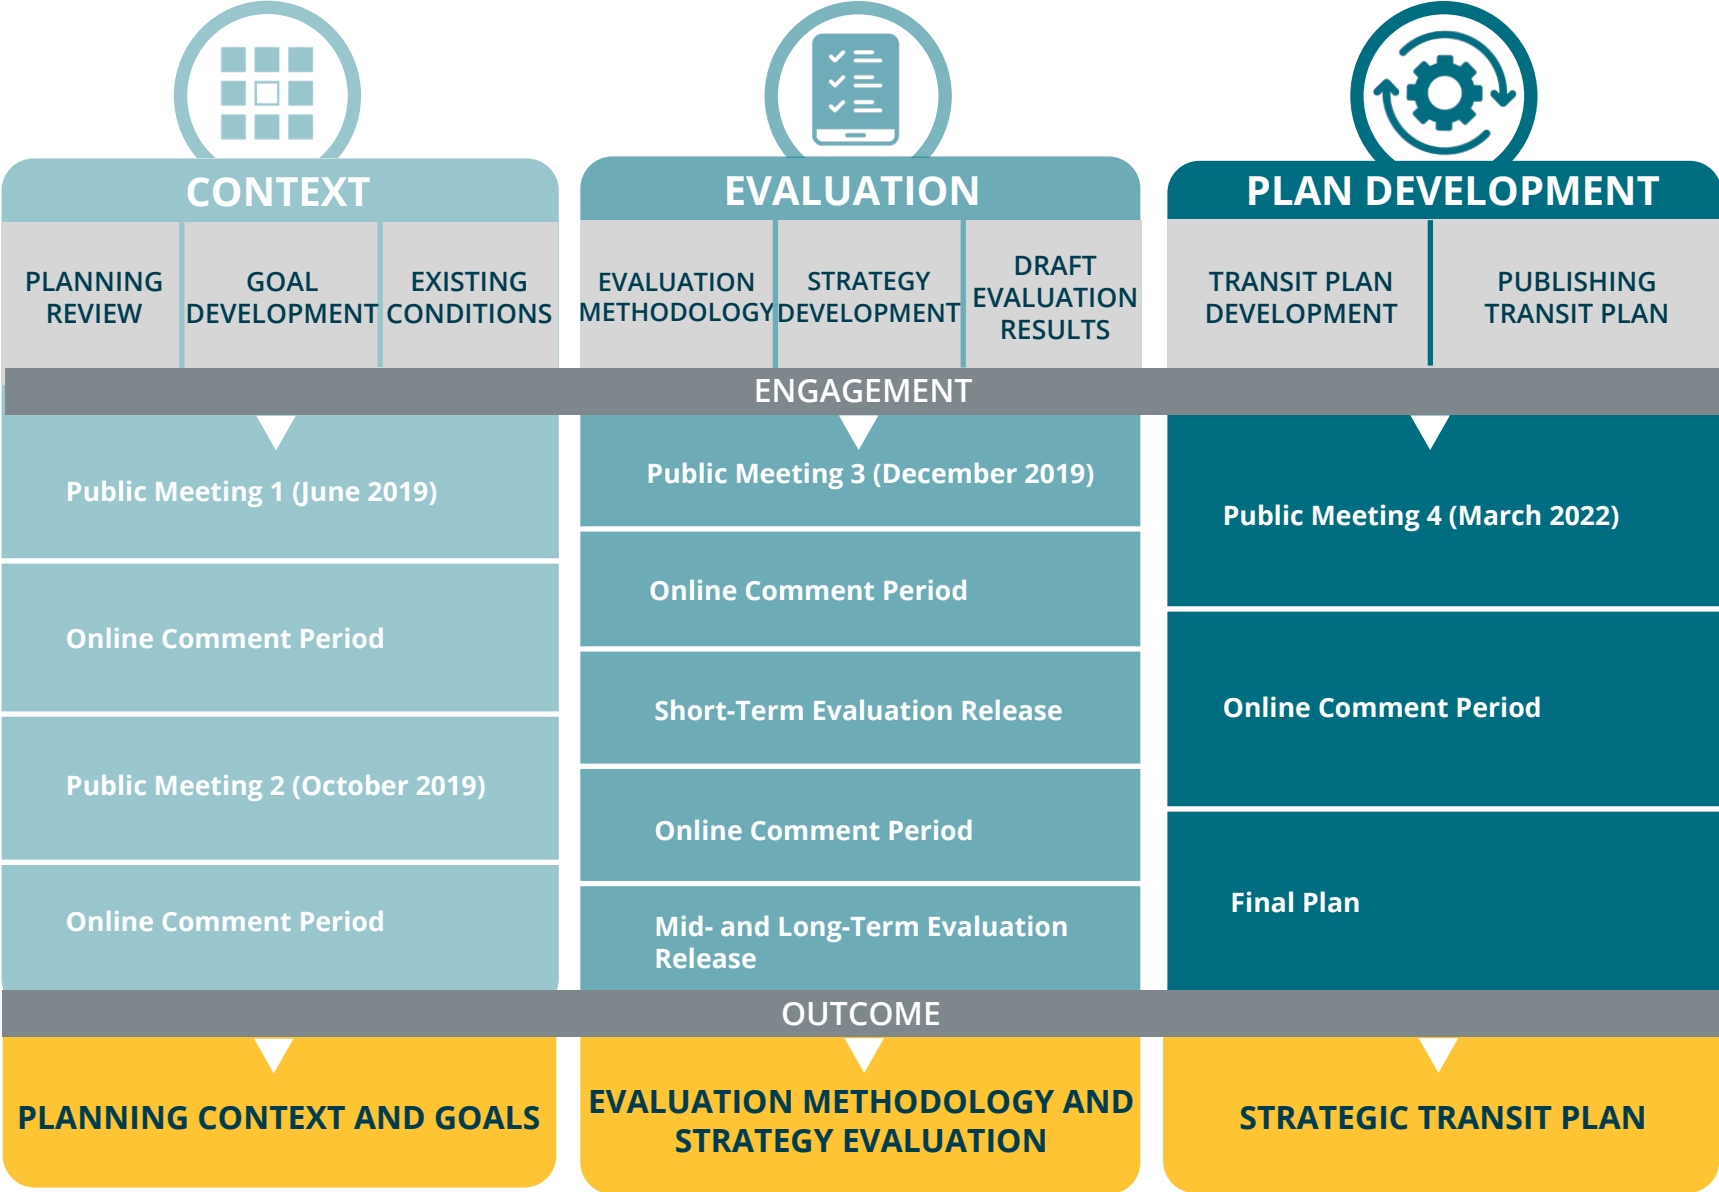 CONTEXT
PLANNING
REVIEW
GOAL
DEVELOPMENT
EXISTING
CONDITIONS
EVALUATION
EVALUATION
METHODOLOGY
STRATEGY
DEVELOPMENT
DRAFT
EVALUATION
RESULTS
PLAN DEVELOPMENT
TRANSIT PLAN
DEVELOPMENT
PUBLISHING
TRANSIT PLAN
ENGAGEMENT
Public Meeting 1 (June 2019)
Online Comment Period
Public Meeting 2 (October 2019)
Online Comment Period
Public Meeting 3 (December 2019)
Online Comment Period
Short-Term Evaluation Release
Online Comment Period
Mid- and Long-Term Evaluation
Release
Public Meeting 4 (March 2022)
Online Comment Period
Final Plan
OUTCOME
PLANNING CONTEXT AND GOALS
EVALUATION METHODOLOGY AND
STRATEGY EVALUATION
STRATEGIC TRANSIT PLAN